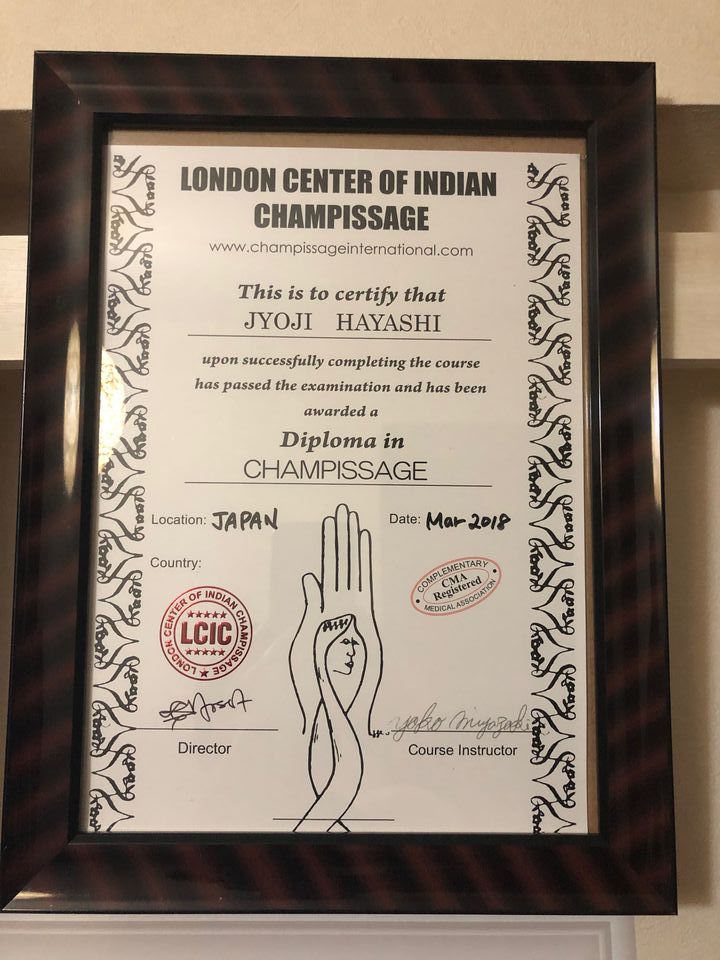 LONDON CENTER OF INDIAN
CHAMPISSAGE
www.champissageinternational.com
This is to certify that
JYOJI HAYASHI
upon successfully completing the course
has passed the examination and has been
awarded a
Diploma in
CHAMPISSAGE
Location: JAPAN
Date: Mar 2018
Country:
COMPLEMENTARY
CMA
Registered
MEDICAL ASSOCIATION
LONDON CENTER OF INDIAN CHAMPISSAGE
LCIC
yoko miyazaki
Director
Course Instructor